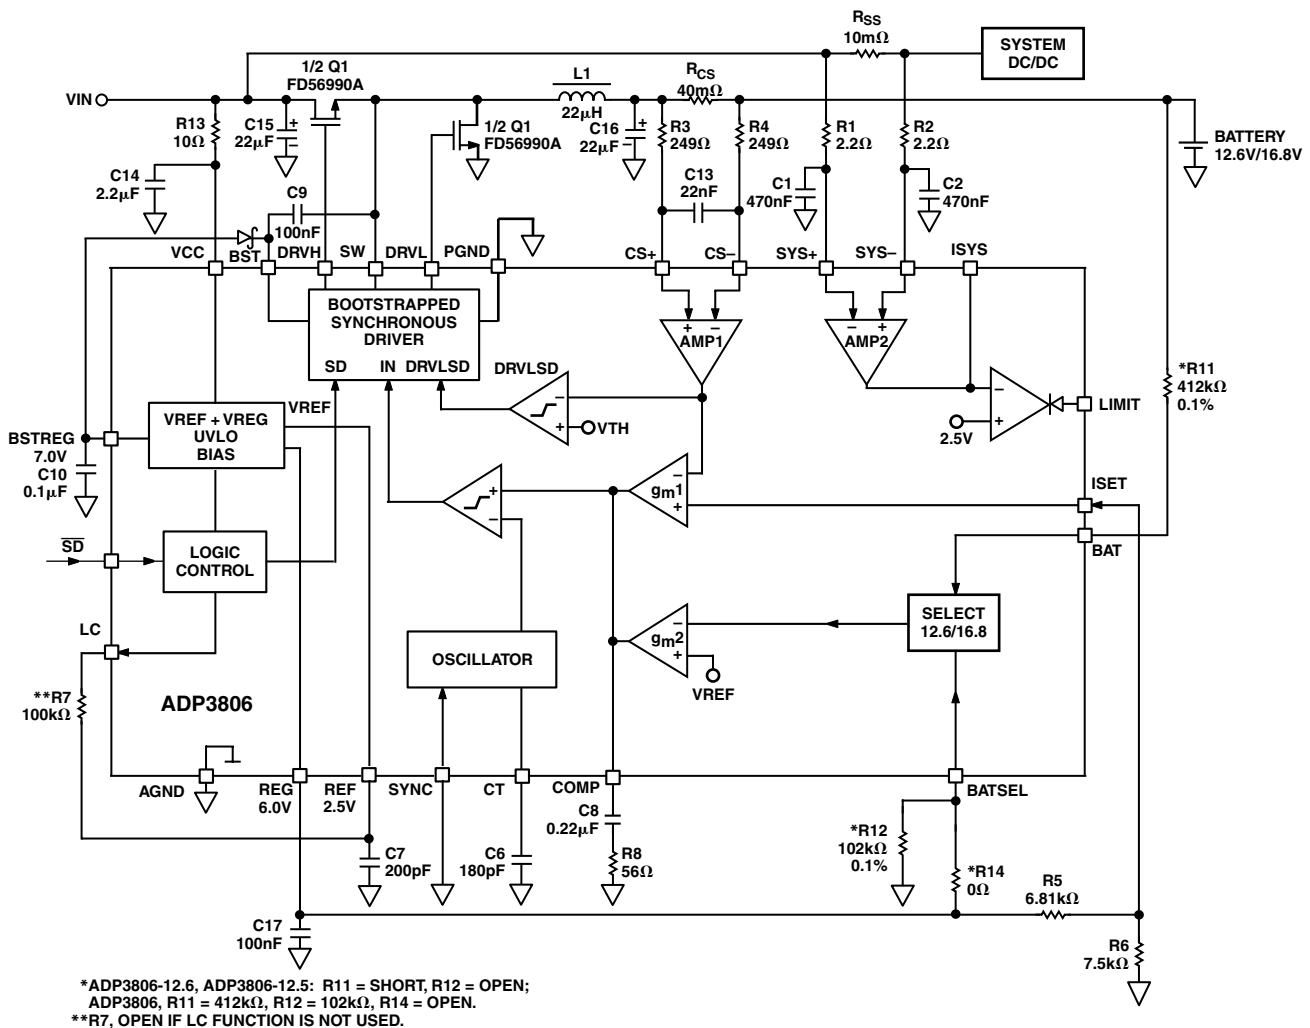 RSS
10mΩ
SYSTEM
DC/DC
1/2 Q1
FD56990A
L1
22µH
RCS
40mΩ
VIN
R13
10Ω
C15
22µF
+
−
1/2 Q1
FD56990A
C16
22µF
+
−
R3
249Ω
R4
249Ω
R1
2.2Ω
R2
2.2Ω
BATTERY
12.6V/16.8V
C14
2.2µF
C9
100nF
C13
22nF
C1
470nF
C2
470nF
VCC
BST
DRVH
SW
DRVL
PGND
CS+
CS−
SYS+
SYS−
ISYS
BOOTSTRAPPED
SYNCHRONOUS
DRIVER
SD
IN
DRVLSD
+
−
AMP1
−
+
AMP2
DRVLSD
−
+
VTH
−
+
2.5V
LIMIT
*R11
412kΩ
0.1%
BSTREG
7.0V
C10
0.1µF
VREF + VREG
UVLO
BIAS
VREF
+
−
gm1
−
+
ISET
BAT
SD
LOGIC
CONTROL
SELECT
12.6/16.8
gm2
−
+
VREF
LC
OSCILLATOR
**R7
100kΩ
ADP3806
AGND
REG
6.0V
REF
2.5V
SYNC
CT
COMP
BATSEL
C8
0.22µF
R8
56Ω
C7
200pF
C6
180pF
*R12
102kΩ
0.1%
*R14
0Ω
R5
6.81kΩ
C17
100nF
R6
7.5kΩ
*ADP3806-12.6, ADP3806-12.5: R11 = SHORT, R12 = OPEN;
ADP3806, R11 = 412kΩ, R12 = 102kΩ, R14 = OPEN.
**R7, OPEN IF LC FUNCTION IS NOT USED.